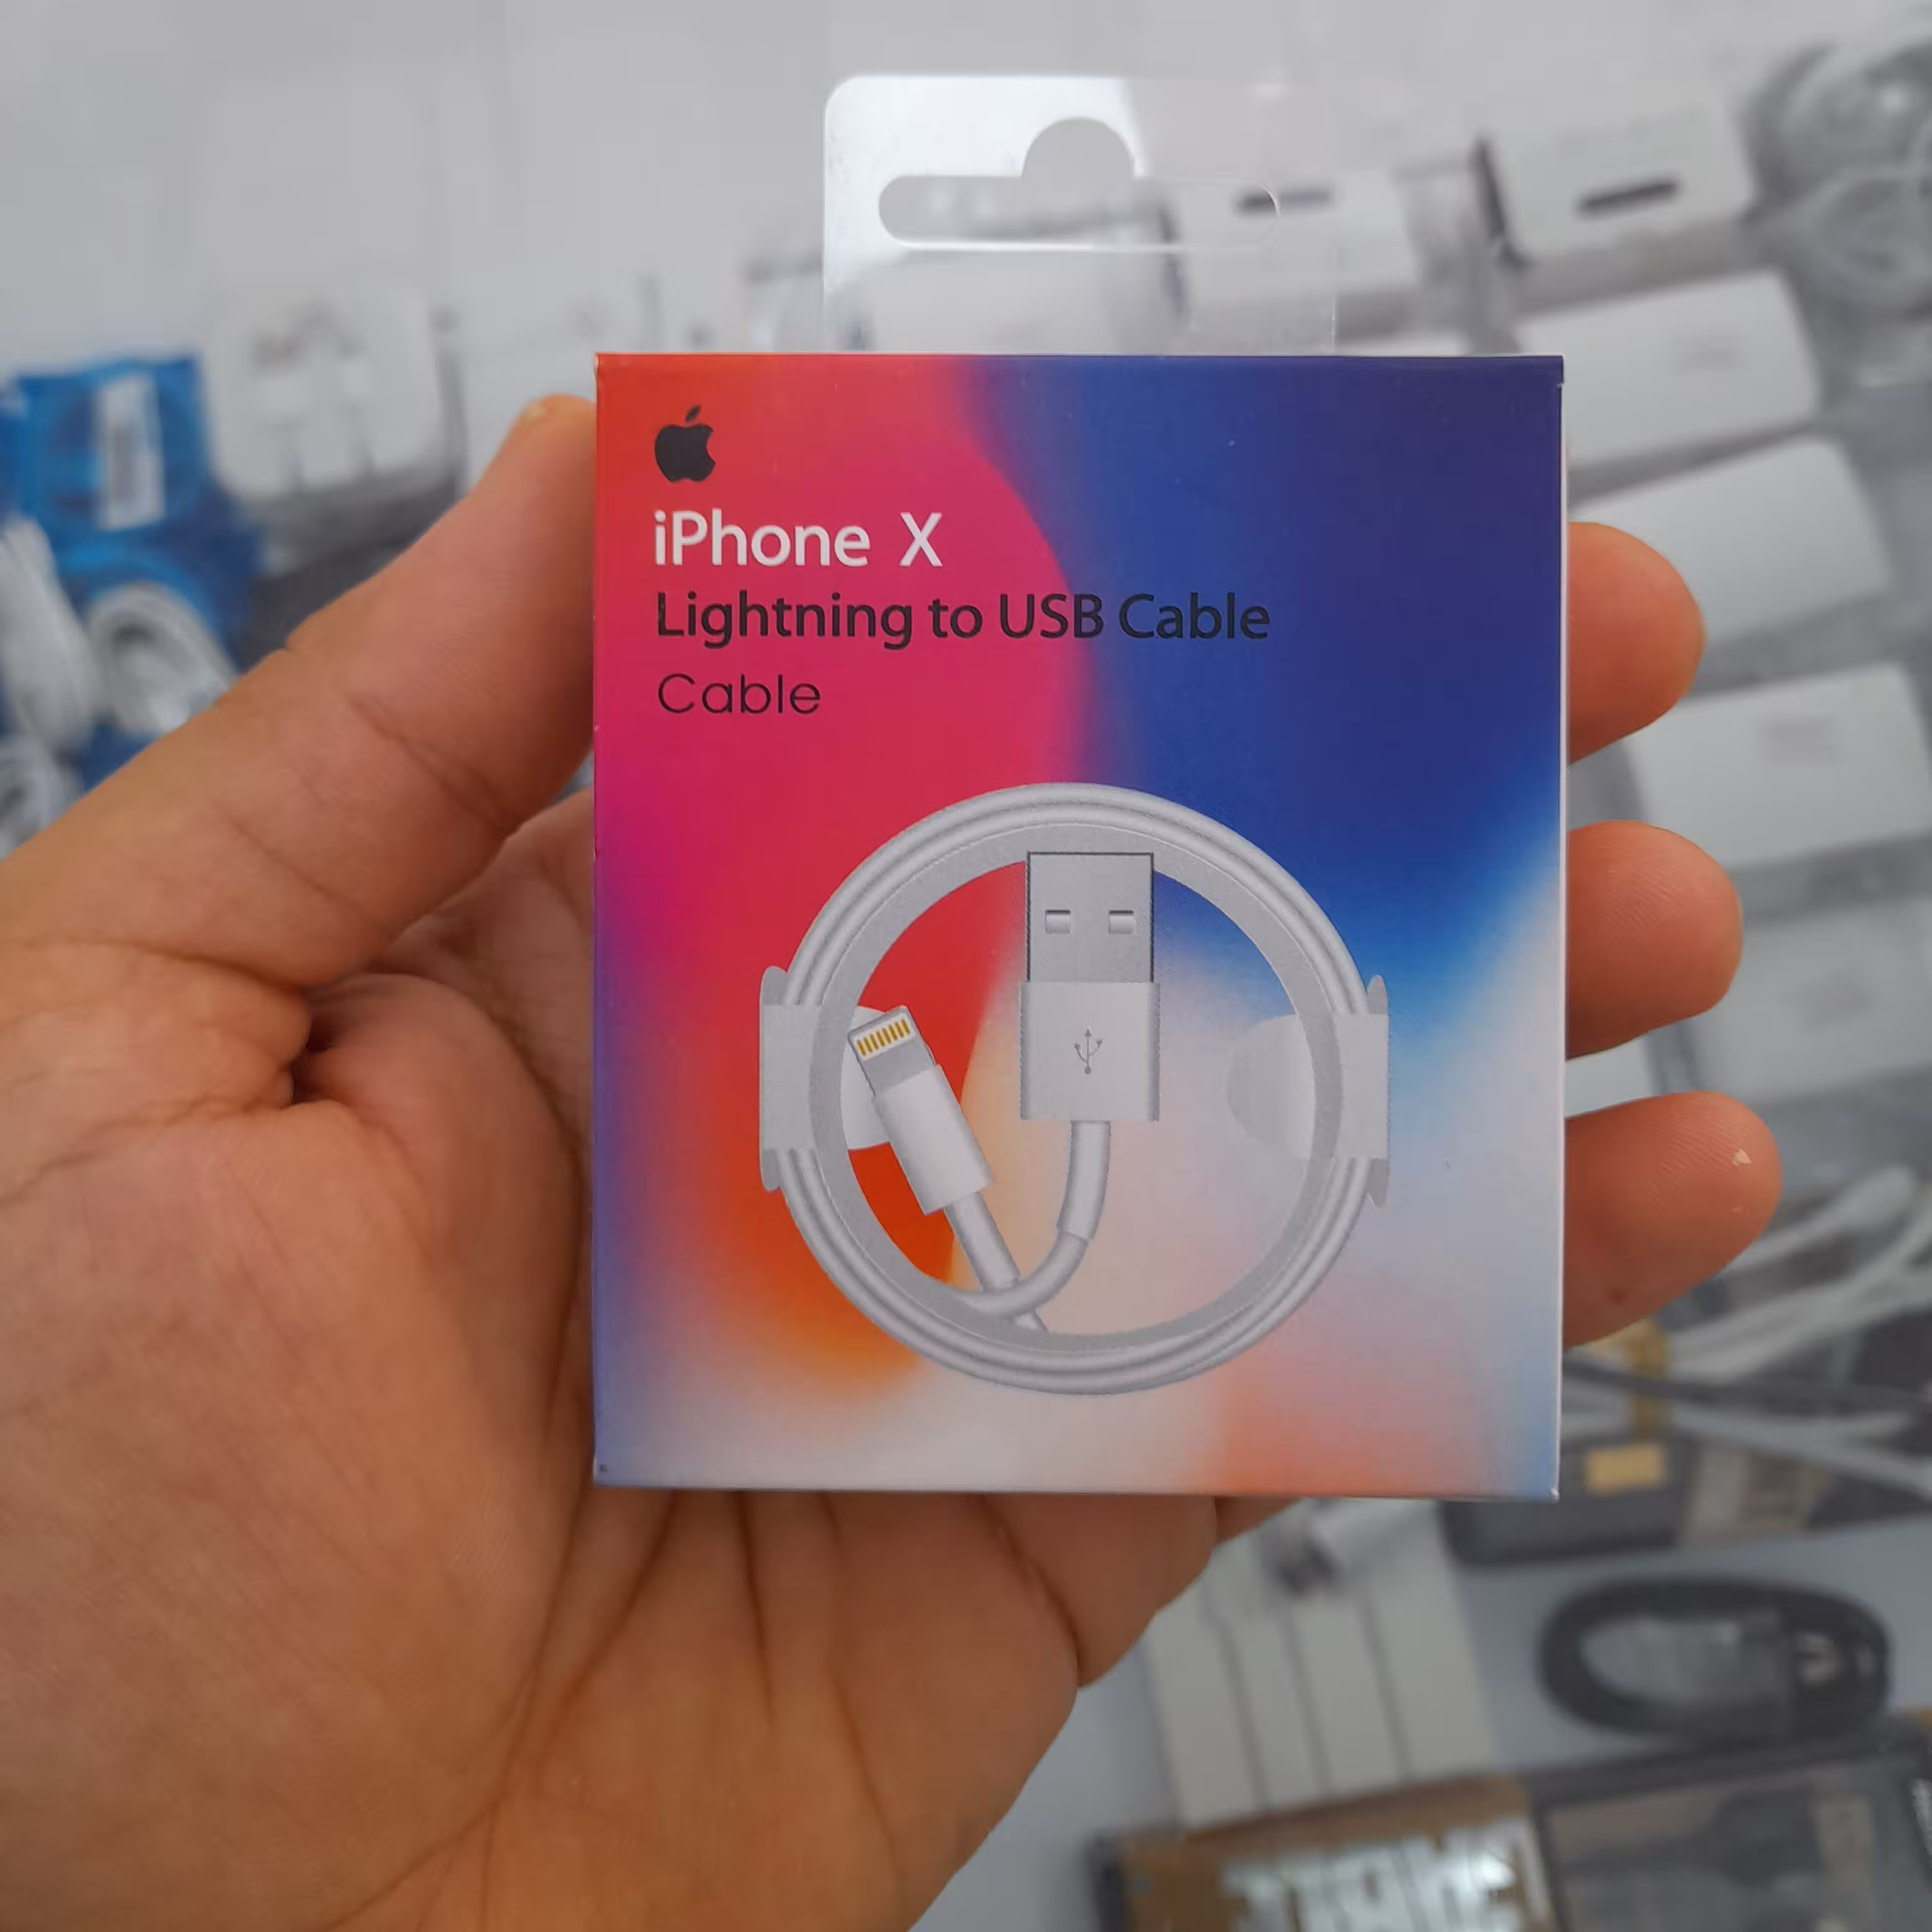 iPhone X
Lightning to USB Cable
Cable